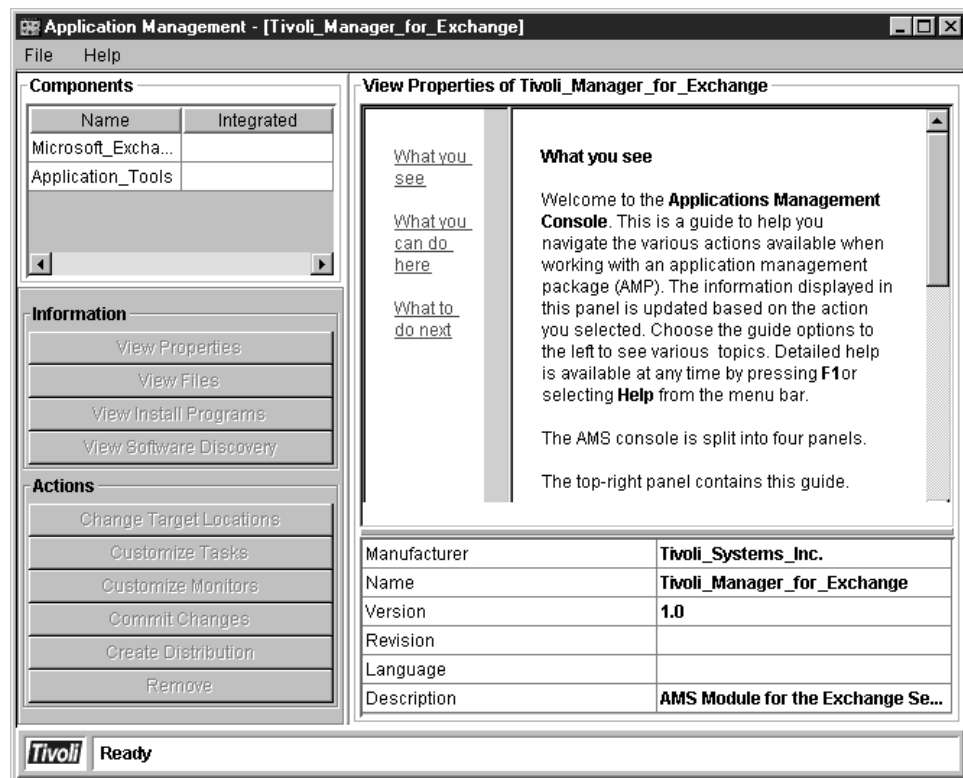 Application Management - [Tivoli_Manager_for_Exchange]
File Help
Components
Name Integrated
Microsoft_Excha...
Application_Tools
Information
View Properties
View Files
View Install Programs
View Software Discovery
Actions
Change Target Locations
Customize Tasks
Customize Monitors
Commit Changes
Create Distribution
Remove
View Properties of Tivoli_Manager_for_Exchange
What you
see
What you
can do
here
What to
do next
What you see
Welcome to the Applications Management
Console. This is a guide to help you
navigate the various actions available when
working with an application management
package (AMP). The information displayed in
this panel is updated based on the action
you selected. Choose the guide options to
the left to see various topics. Detailed help
is available at any time by pressing F1or
selecting Help from the menu bar.
The AMS console is split into four panels.
The top-right panel contains this guide.
Manufacturer Tivoli_Systems_Inc.
Name Tivoli_Manager_for_Exchange
Version 1.0
Revision
Language
Description AMS Module for the Exchange Se...
Tivoli Ready